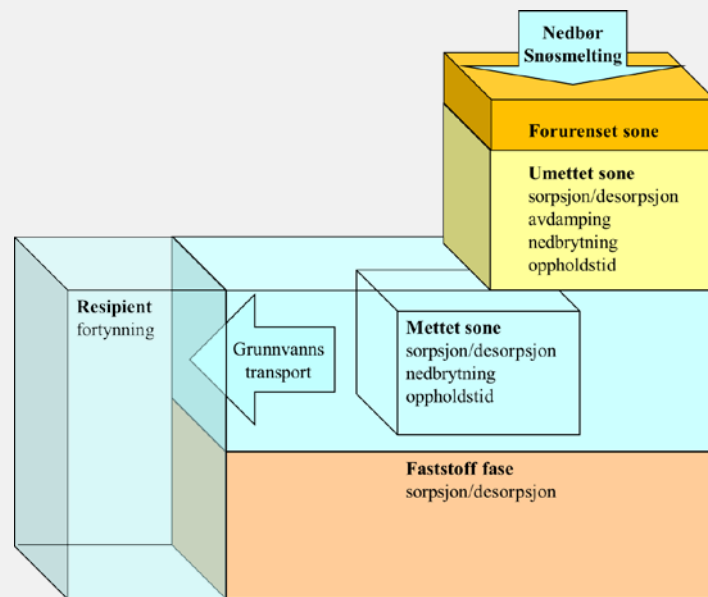 Nedbør
Snøsmelting
Forurenset sone
Umettet sone
sorpsjon/desorpsjon
avdamping
nedbrytning
oppholdstid
Resipient
fortynning
Grunnvanns
transport
Mettet sone
sorpsjon/desorpsjon
nedbrytning
oppholdstid
Faststoff fase
sorpsjon/desorpsjon